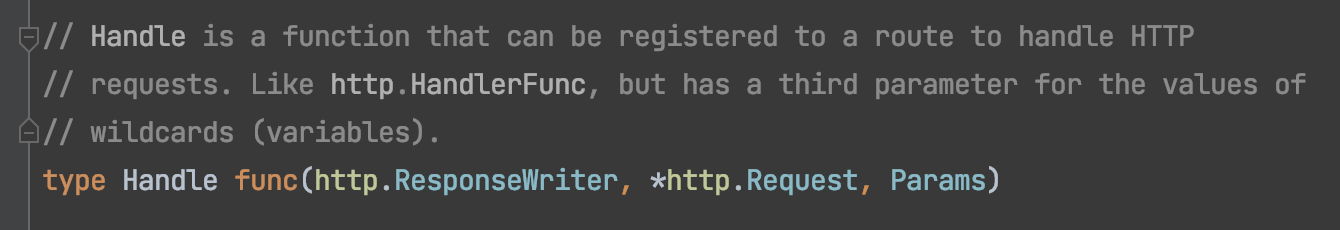 // Handle is a function that can be registered to a route to handle HTTP
// requests. Like http.HandlerFunc, but has a third parameter for the values of
// wildcards (variables).
type Handle func(http.ResponseWriter, *http.Request, Params)